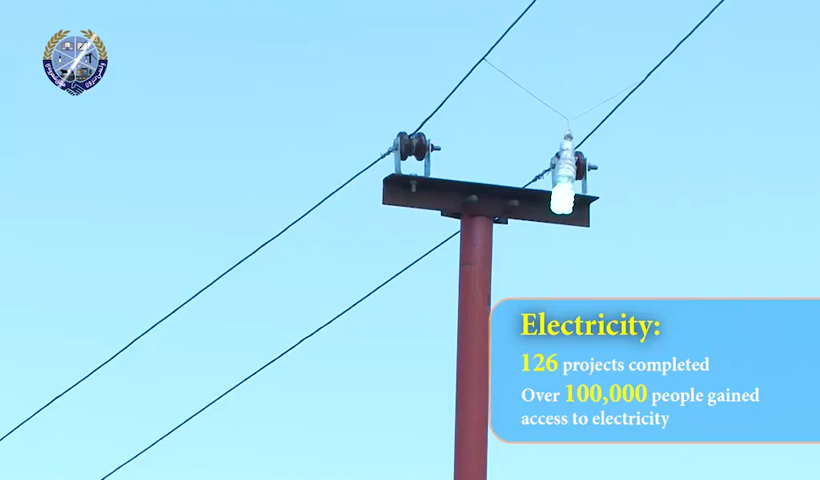 Electricity:
126 projects completed
Over 100,000 people gained
access to electricity